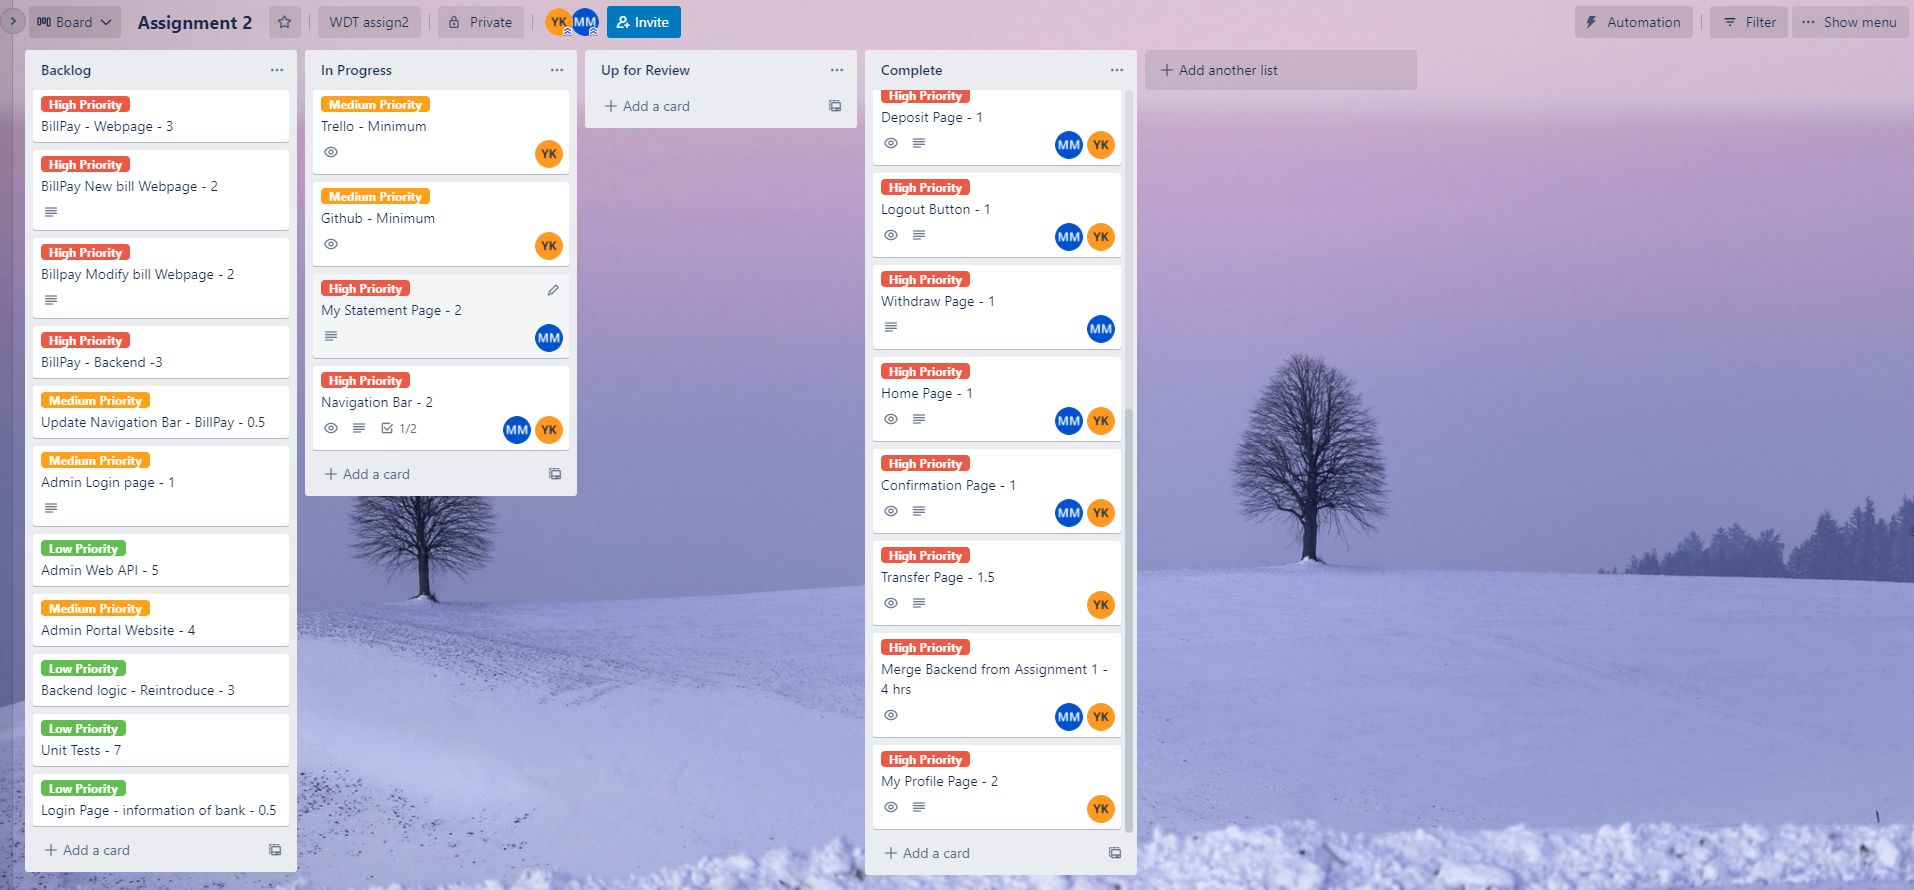 Board
Assignment 2
WDT assign2
Private
YK
MM
Invite
Automation
Filter
Show menu
Backlog
High Priority
BillPay - Webpage - 3
High Priority
BillPay New bill Webpage - 2
High Priority
Billpay Modify bill Webpage - 2
High Priority
BillPay - Backend -3
Medium Priority
Update Navigation Bar - BillPay - 0.5
Medium Priority
Admin Login page - 1
Low Priority
Admin Web API - 5
Medium Priority
Admin Portal Website - 4
Low Priority
Backend logic - Reintroduce - 3
Low Priority
Unit Tests - 7
Low Priority
Login Page - information of bank - 0.5
+ Add a card
In Progress
Medium Priority
Trello - Minimum
YK
Medium Priority
Github - Minimum
YK
High Priority
My Statement Page - 2
MM
High Priority
Navigation Bar - 2
1/2
MM YK
+ Add a card
Up for Review
+ Add a card
Complete
High Priority
Deposit Page - 1
MM YK
High Priority
Logout Button - 1
MM YK
High Priority
Withdraw Page - 1
MM
High Priority
Home Page - 1
MM YK
High Priority
Confirmation Page - 1
MM YK
High Priority
Transfer Page - 1.5
YK
High Priority
Merge Backend from Assignment 1 -
4 hrs
MM YK
High Priority
My Profile Page - 2
YK
+ Add a card
+ Add another list